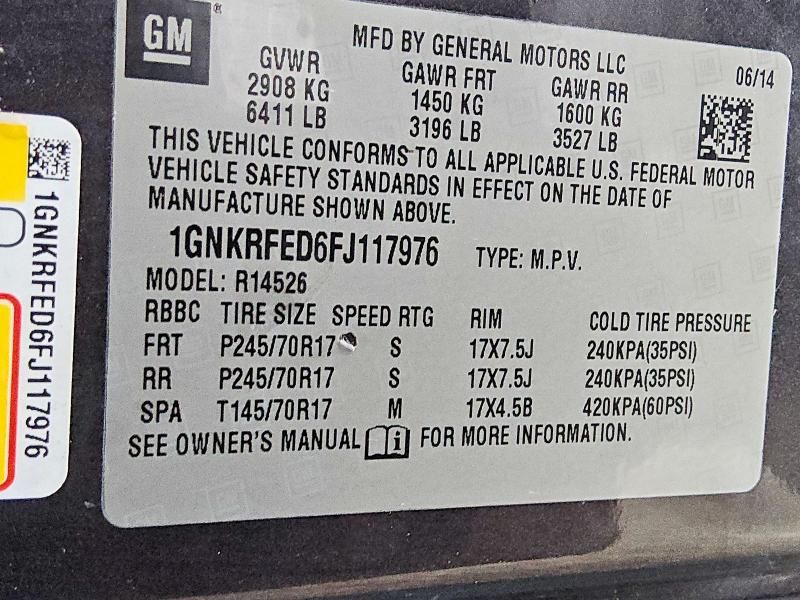 GM ®
MFD BY GENERAL MOTORS LLC
06/14
GVWR GAWR FRT GAWR RR
2908 KG 1450 KG 1600 KG
6411 LB 3196 LB 3527 LB
THIS VEHICLE CONFORMS TO ALL APPLICABLE U.S. FEDERAL MOTOR
VEHICLE SAFETY STANDARDS IN EFFECT ON THE DATE OF
MANUFACTURE SHOWN ABOVE.
1GNKRFED6FJ117976 TYPE: M.P.V.
MODEL: R14526
RBBC TIRE SIZE SPEED RTG RIM COLD TIRE PRESSURE
FRT P245/70R17 S 17X7.5J 240KPA(35PSI)
RR P245/70R17 S 17X7.5J 240KPA(35PSI)
SPA T145/70R17 M 17X4.5B 420KPA(60PSI)
SEE OWNER'S MANUAL i FOR MORE INFORMATION.
1GNKRFED6FJ117976